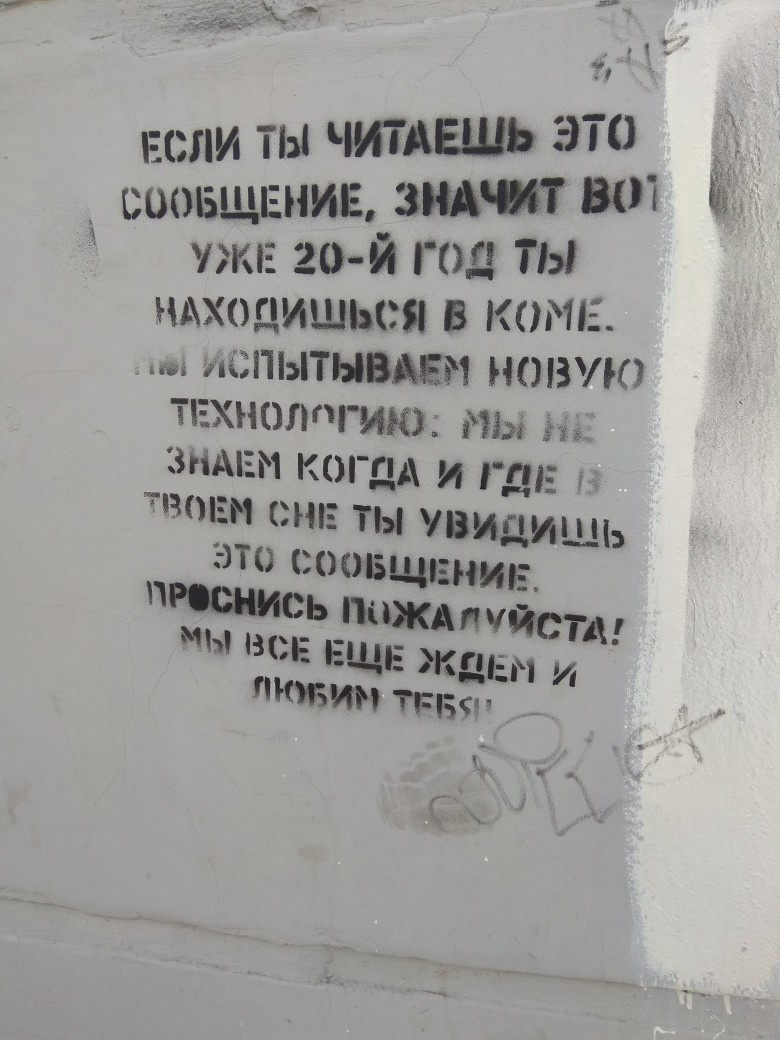 ЕСЛИ ТЫ ЧИТАЕШЬ ЭТО
СООБЩЕНИЕ, ЗНАЧИТ ВОТ
УЖЕ 20-Й ГОД ТЫ
НАХОДИШЬСЯ В КОМЕ.
МЫ ИСПЫТЫВАЕМ НОВУЮ
ТЕХНОЛОГИЮ: МЫ НЕ
ЗНАЕМ КОГДА И ГДЕ В
ТВОЕМ СНЕ ТЫ УВИДИШЬ
ЭТО СООБЩЕНИЕ.
ПРОСНИСЬ ПОЖАЛУЙСТА!
МЫ ВСЕ ЕЩЕ ЖДЕМ И
ЛЮБИМ ТЕБЯ!